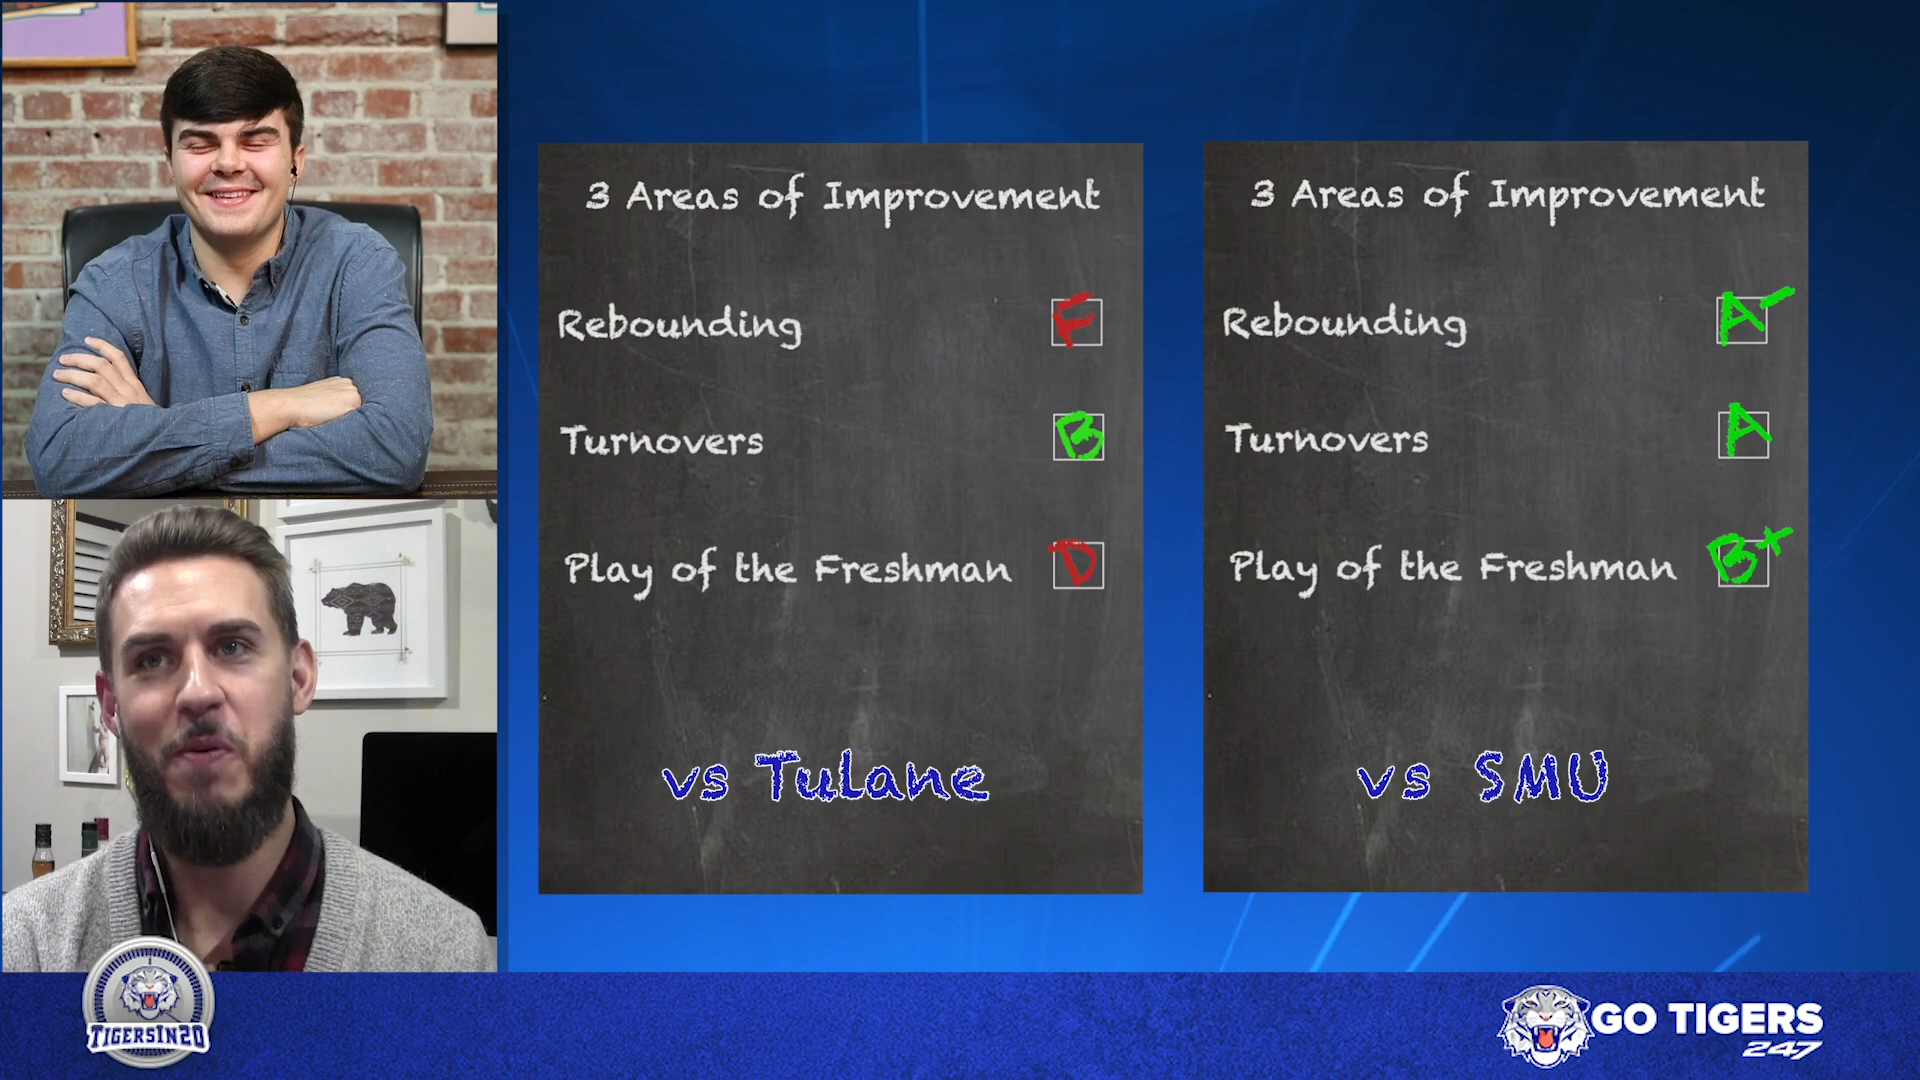 3 Areas of Improvement
Rebounding F
Turnovers B
Play of the Freshman D
vs Tulane
3 Areas of Improvement
Rebounding A-
Turnovers A
Play of the Freshman B+
vs SMU
TIGERSIN20
GO TIGERS
247